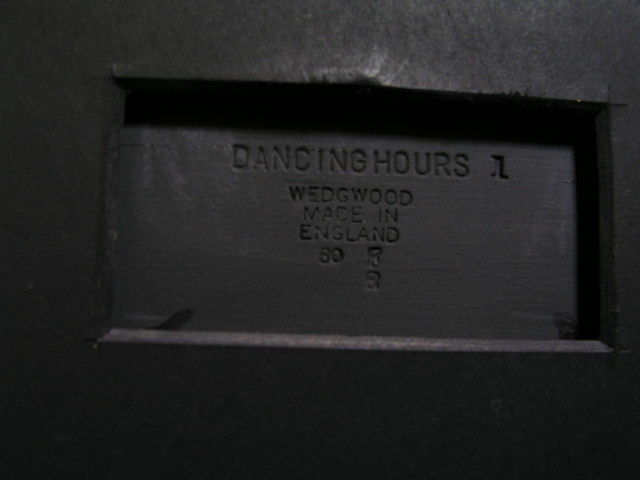 DANCING HOURS 1
WEDGWOOD
MADE IN
ENGLAND
80 F
R